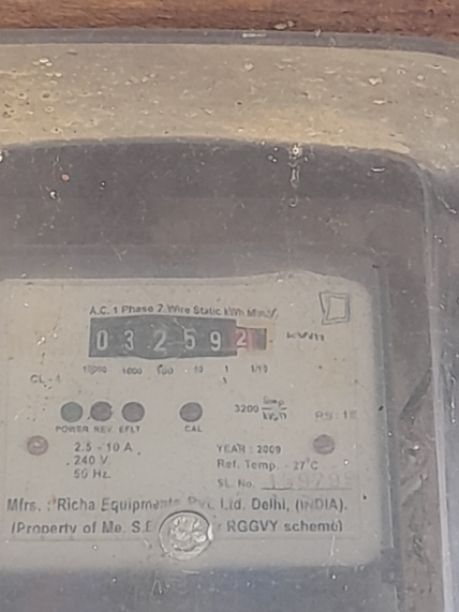 A.C. 1 Phase 2 Wire Static kWh Meter
0 3 2 5 9 2 KWH
10000 1000 100 10 1 1/10
CL-1
3200 imp/kWh
POWER REV EFLT CAL
2.5 - 10 A
240 V
50 Hz.
YEAR : 2009
Ref. Temp. - 27°C
SL. No.
Mfrs. : Richa Equipments Pvt. Ltd. Delhi, (INDIA).
(Property of Me. S.E RGGVY scheme)